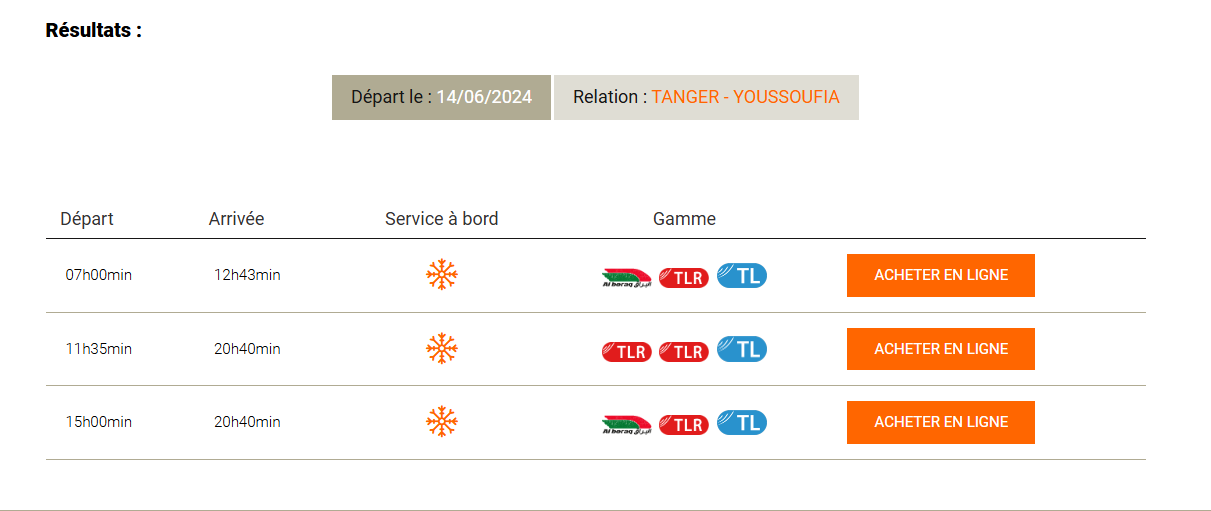 Résultats :
Départ le : 14/06/2024 Relation : TANGER - YOUSSOUFIA
Départ Arrivée Service à bord Gamme
07h00min 12h43min Al boraq البراق TLR TL ACHETER EN LIGNE
11h35min 20h40min TLR TLR TL ACHETER EN LIGNE
15h00min 20h40min Al boraq البراق TLR TL ACHETER EN LIGNE